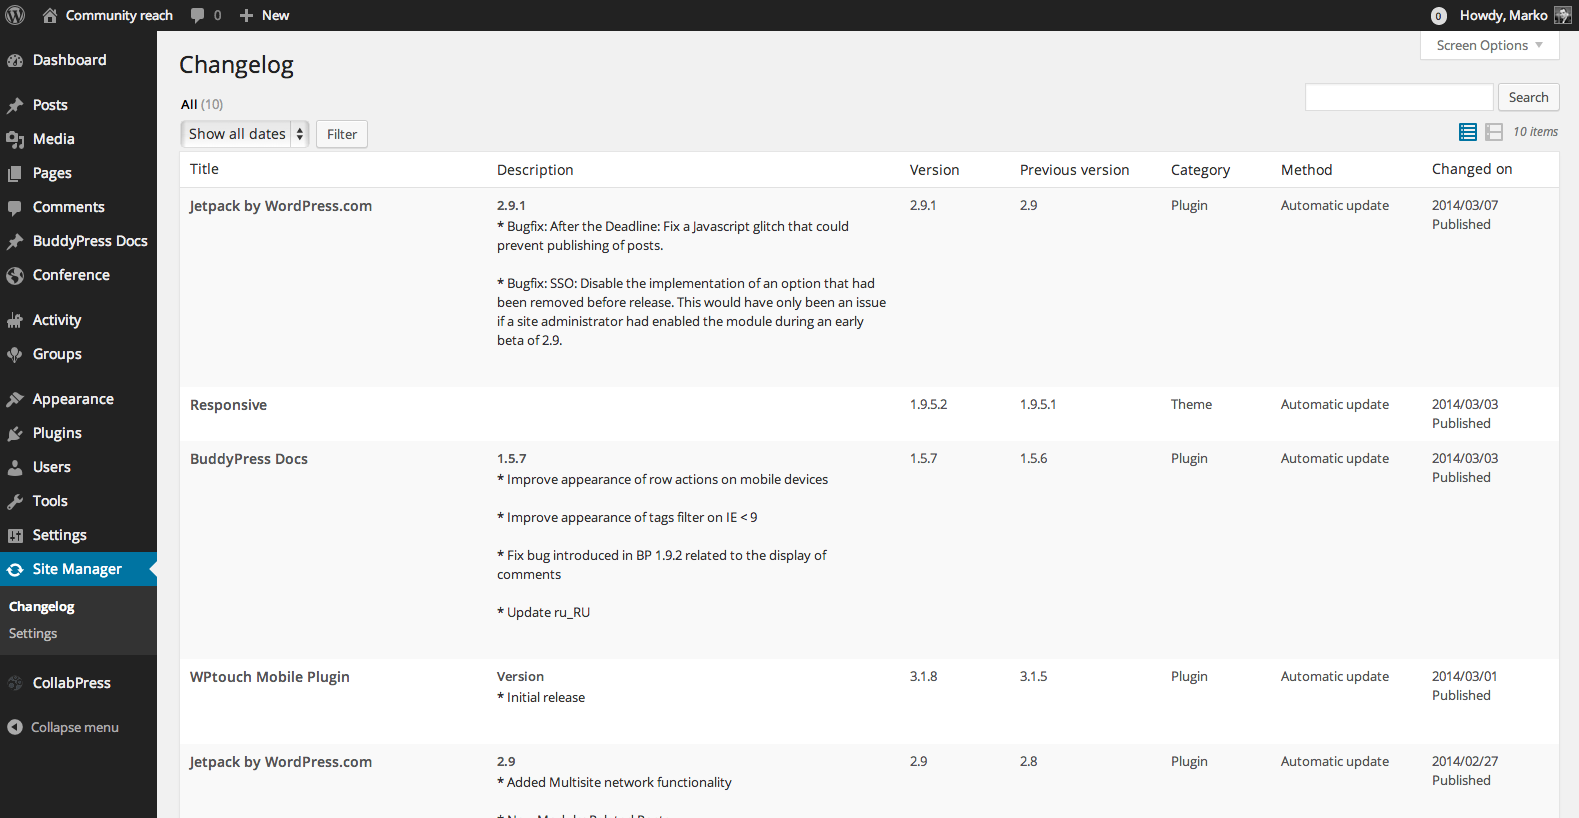 Community reach
0
New
0
Howdy, Marko
Dashboard
Posts
Media
Pages
Comments
BuddyPress Docs
Conference
Activity
Groups
Appearance
Plugins
Users
Tools
Settings
Site Manager
Changelog
Settings
CollabPress
Collapse menu
Screen Options
Changelog
All (10)
Search
Show all dates
Filter
10 items
Title Description Version Previous version Category Method Changed on
Jetpack by WordPress.com 2.9.1 2.9.1 2.9 Plugin Automatic update 2014/03/07
* Bugfix: After the Deadline: Fix a Javascript glitch that could Published
prevent publishing of posts.
* Bugfix: SSO: Disable the implementation of an option that had
been removed before release. This would have only been an issue
if a site administrator had enabled the module during an early
beta of 2.9.
Responsive 1.9.5.2 1.9.5.1 Theme Automatic update 2014/03/03
Published
BuddyPress Docs 1.5.7 1.5.7 1.5.6 Plugin Automatic update 2014/03/03
* Improve appearance of row actions on mobile devices Published
* Improve appearance of tags filter on IE < 9
* Fix bug introduced in BP 1.9.2 related to the display of
comments
* Update ru_RU
WPtouch Mobile Plugin Version 3.1.8 3.1.5 Plugin Automatic update 2014/03/01
* Initial release Published
Jetpack by WordPress.com 2.9 2.9 2.8 Plugin Automatic update 2014/02/27
* Added Multisite network functionality Published